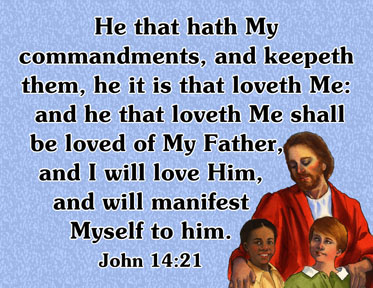 He that hath My
commandments, and keepeth
them, he it is that loveth Me:
and he that loveth Me shall
be loved of My Father,
and I will love Him,
and will manifest
Myself to him.
John 14:21